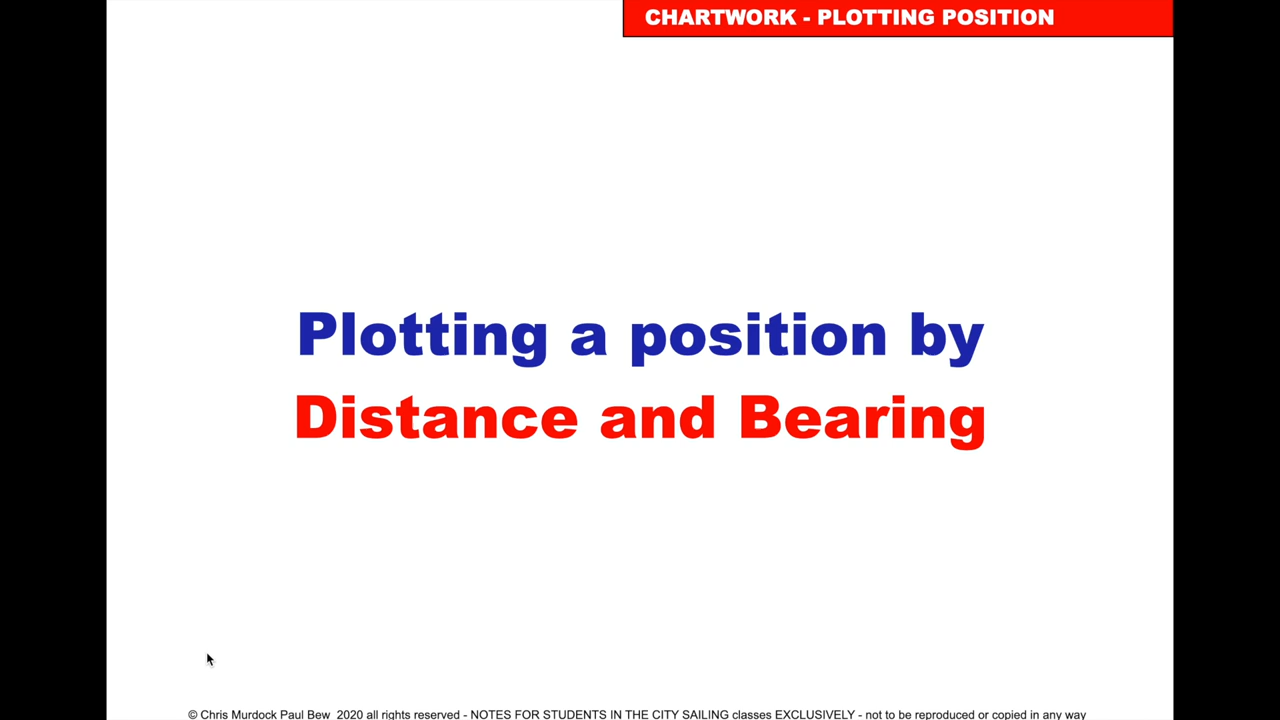 CHARTWORK - PLOTTING POSITION
Plotting a position by
Distance and Bearing
© Chris Murdock Paul Bew  2020 all rights reserved - NOTES FOR STUDENTS IN THE CITY SAILING classes EXCLUSIVELY - not to be reproduced or copied in any way